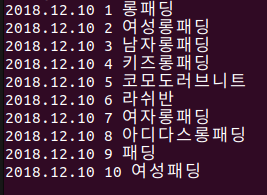 2018.12.10 1 롱패딩
2018.12.10 2 여성롱패딩
2018.12.10 3 남자롱패딩
2018.12.10 4 키즈롱패딩
2018.12.10 5 코모도러브니트
2018.12.10 6 라쉬반
2018.12.10 7 여자롱패딩
2018.12.10 8 아디다스롱패딩
2018.12.10 9 패딩
2018.12.10 10 여성패딩